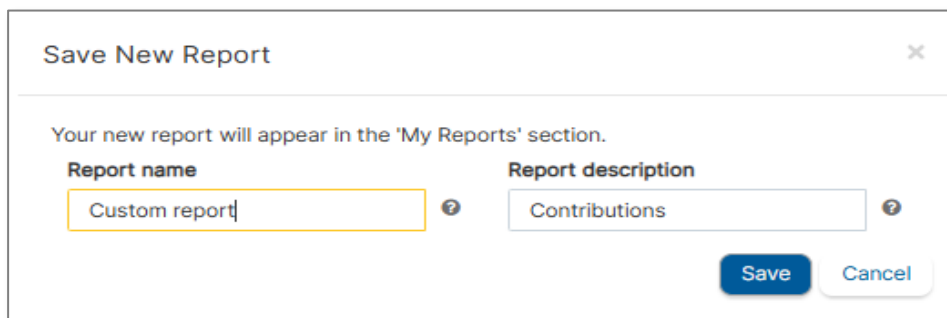 Save New Report ×
Your new report will appear in the 'My Reports' section.
Report name Report description
Custom report ? Contributions ?
Save Cancel